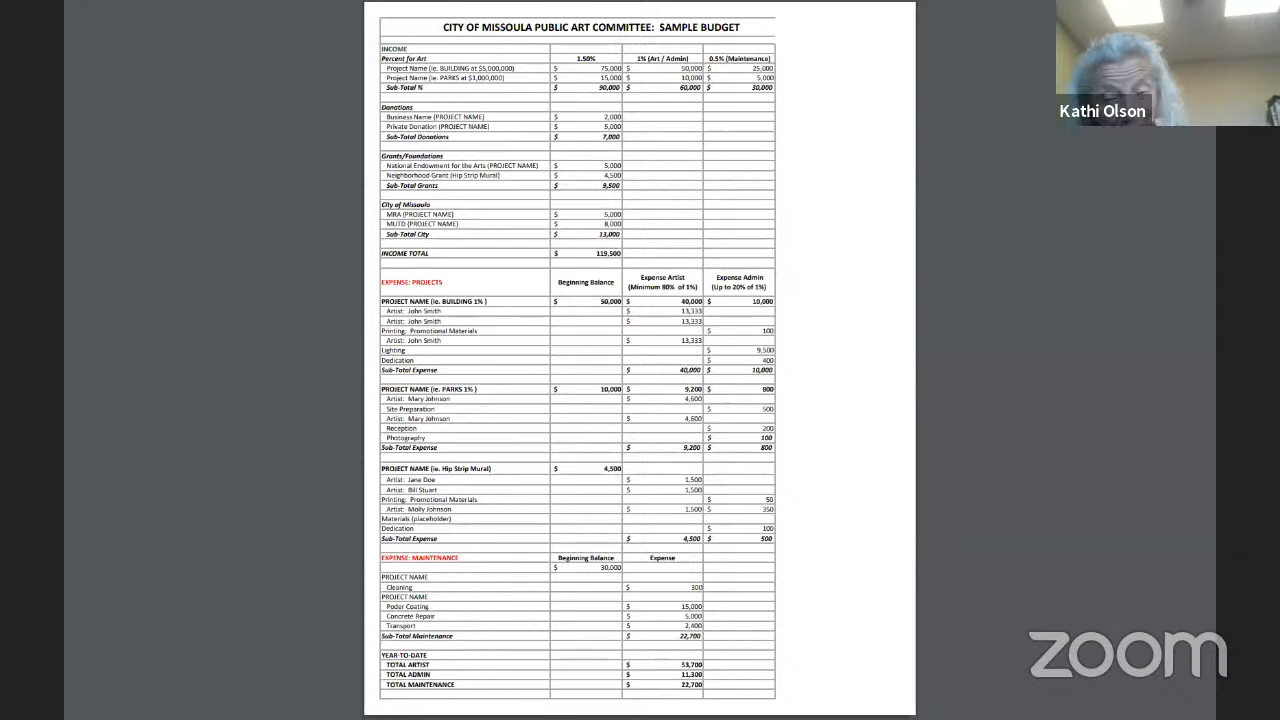 CITY OF MISSOULA PUBLIC ART COMMITTEE: SAMPLE BUDGET
INCOME
Percent for Art 1.50% 1% (Art / Admin) 0.5% (Maintenance)
Project Name (ie. BUILDING at $5,000,000) $ 75,000 $ 50,000 $ 25,000
Project Name (ie. PARKS at $1,000,000) $ 15,000 $ 10,000 $ 5,000
Sub-Total % $ 90,000 $ 60,000 $ 30,000
Donations
Business Name (PROJECT NAME) $ 2,000
Private Donation (PROJECT NAME) $ 5,000
Sub-Total Donations $ 7,000
Grants/Foundations
National Endowment for the Arts (PROJECT NAME) $ 5,000
Neighborhood Grant (Hip Strip Mural) $ 4,500
Sub-Total Grants $ 9,500
City of Missoula
MRA (PROJECT NAME) $ 5,000
MUTD (PROJECT NAME) $ 8,000
Sub-Total City $ 13,000
INCOME TOTAL $ 119,500
EXPENSE: PROJECTS Beginning Balance Expense Artist (Minimum 80% of 1%) Expense Admin (Up to 20% of 1%)
PROJECT NAME (ie. BUILDING 1% ) $ 50,000 $ 40,000 $ 10,000
Artist: John Smith $ 13,333
Artist: John Smith $ 13,333
Printing: Promotional Materials $ 100
Artist: John Smith $ 13,333
Lighting $ 9,500
Dedication $ 400
Sub-Total Expense $ 40,000 $ 10,000
PROJECT NAME (ie. PARKS 1% ) $ 10,000 $ 9,200 $ 800
Artist: Mary Johnson $ 4,600
Site Preparation $ 500
Artist: Mary Johnson $ 4,600
Reception $ 200
Photography $ 100
Sub-Total Expense $ 9,200 $ 800
PROJECT NAME (ie. Hip Strip Mural) $ 4,500
Artist: Jane Doe $ 1,500
Artist: Bill Stuart $ 1,500
Printing: Promotional Materials $ 50
Artist: Molly Johnson $ 1,500 $ 350
Materials (placeholder)
Dedication $ 100
Sub-Total Expense $ 4,500 $ 500
EXPENSE: MAINTENANCE Beginning Balance Expense
$ 30,000
PROJECT NAME
Cleaning $ 300
PROJECT NAME
Poder Coating $ 15,000
Concrete Repair $ 5,000
Transport $ 2,400
Sub-Total Maintenance $ 22,700
YEAR-TO-DATE
TOTAL ARTIST $ 53,700
TOTAL ADMIN $ 11,300
TOTAL MAINTENANCE $ 22,700
Kathi Olson
zoom